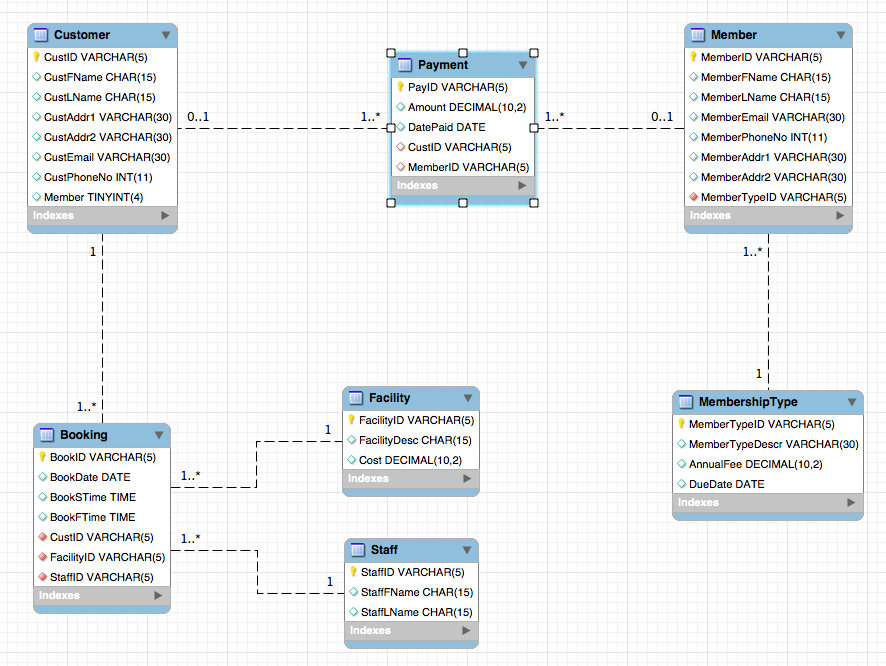 Customer
CustID VARCHAR(5)
CustFName CHAR(15)
CustLName CHAR(15)
CustAddr1 VARCHAR(30)
CustAddr2 VARCHAR(30)
CustEmail VARCHAR(30)
CustPhoneNo INT(11)
Member TINYINT(4)
Indexes
0..1
1..*
Payment
PayID VARCHAR(5)
Amount DECIMAL(10,2)
DatePaid DATE
CustID VARCHAR(5)
MemberID VARCHAR(5)
Indexes
1..*
0..1
Member
MemberID VARCHAR(5)
MemberFName CHAR(15)
MemberLName CHAR(15)
MemberEmail VARCHAR(30)
MemberPhoneNo INT(11)
MemberAddr1 VARCHAR(30)
MemberAddr2 VARCHAR(30)
MemberTypeID VARCHAR(5)
Indexes
1
1..*
1..*
1
Booking
BookID VARCHAR(5)
BookDate DATE
BookSTime TIME
BookFTime TIME
CustID VARCHAR(5)
FacilityID VARCHAR(5)
StaffID VARCHAR(5)
Indexes
1..*
1
1..*
1
Facility
FacilityID VARCHAR(5)
FacilityDesc CHAR(15)
Cost DECIMAL(10,2)
Indexes
Staff
StaffID VARCHAR(5)
StaffFName CHAR(15)
StaffLName CHAR(15)
Indexes
MembershipType
MemberTypeID VARCHAR(5)
MemberTypeDescr VARCHAR(30)
AnnualFee DECIMAL(10,2)
DueDate DATE
Indexes